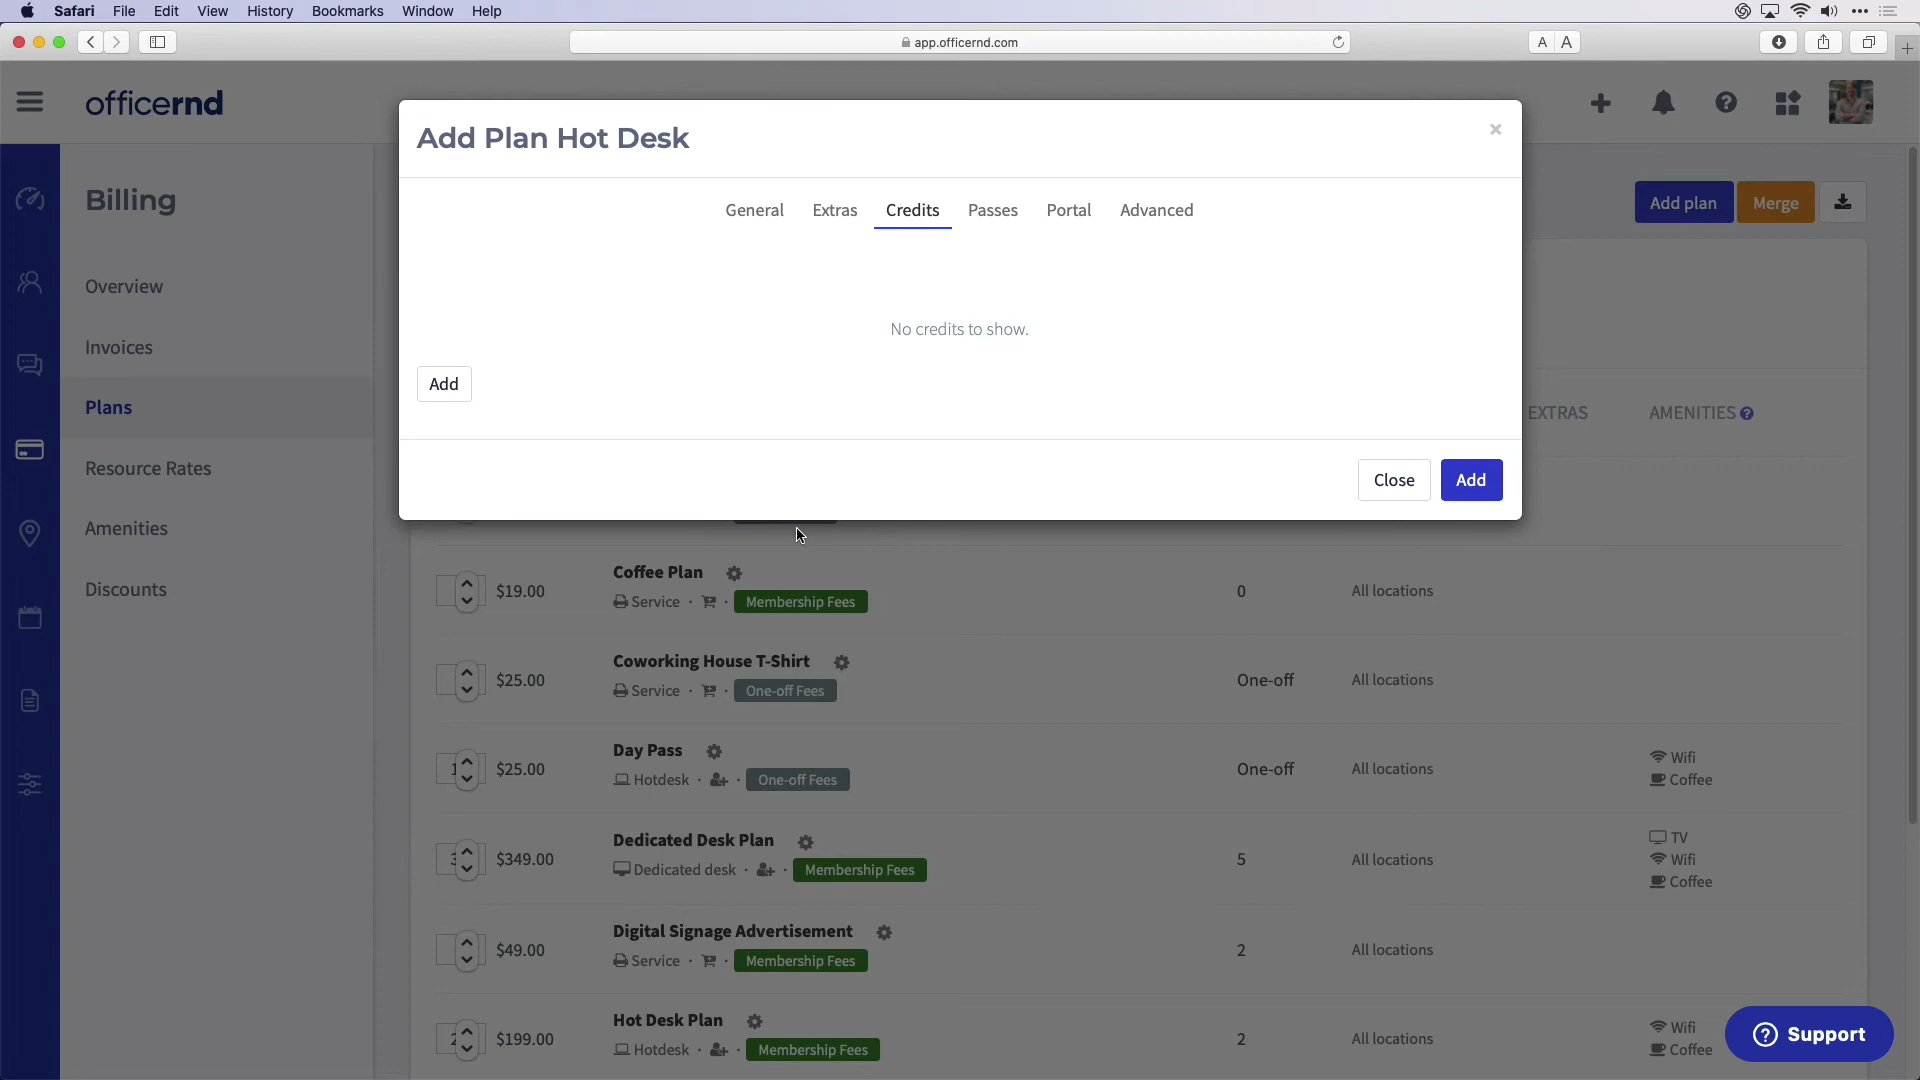 Safari File Edit View History Bookmarks Window Help
app.officernd.com
A A
officernd
Billing
Overview
Invoices
Plans
Resource Rates
Amenities
Discounts
Add plan Merge
Add Plan Hot Desk
×
General Extras Credits Passes Portal Advanced
No credits to show.
Add
Close Add
EXTRAS AMENITIES
Coffee Plan
$19.00 0 All locations
Service · · Membership Fees
Coworking House T-Shirt
$25.00 One-off All locations
Service · · One-off Fees
Day Pass
$25.00 One-off All locations
Hotdesk · · One-off Fees
Wifi
Coffee
Dedicated Desk Plan
$349.00 5 All locations
Dedicated desk · · Membership Fees
TV
Wifi
Coffee
Digital Signage Advertisement
$49.00 2 All locations
Service · · Membership Fees
Hot Desk Plan
$199.00 2 All locations
Hotdesk · · Membership Fees
Wifi
Coffee
Support